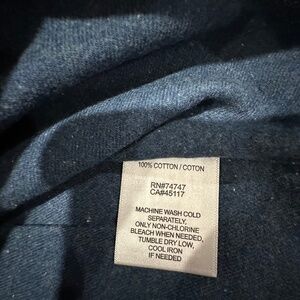 100% COTTON / COTON
RN#74747
CA#45117
MACHINE WASH COLD
SEPARATELY,
ONLY NON-CHLORINE
BLEACH WHEN NEEDED,
TUMBLE DRY LOW,
COOL IRON
IF NEEDED